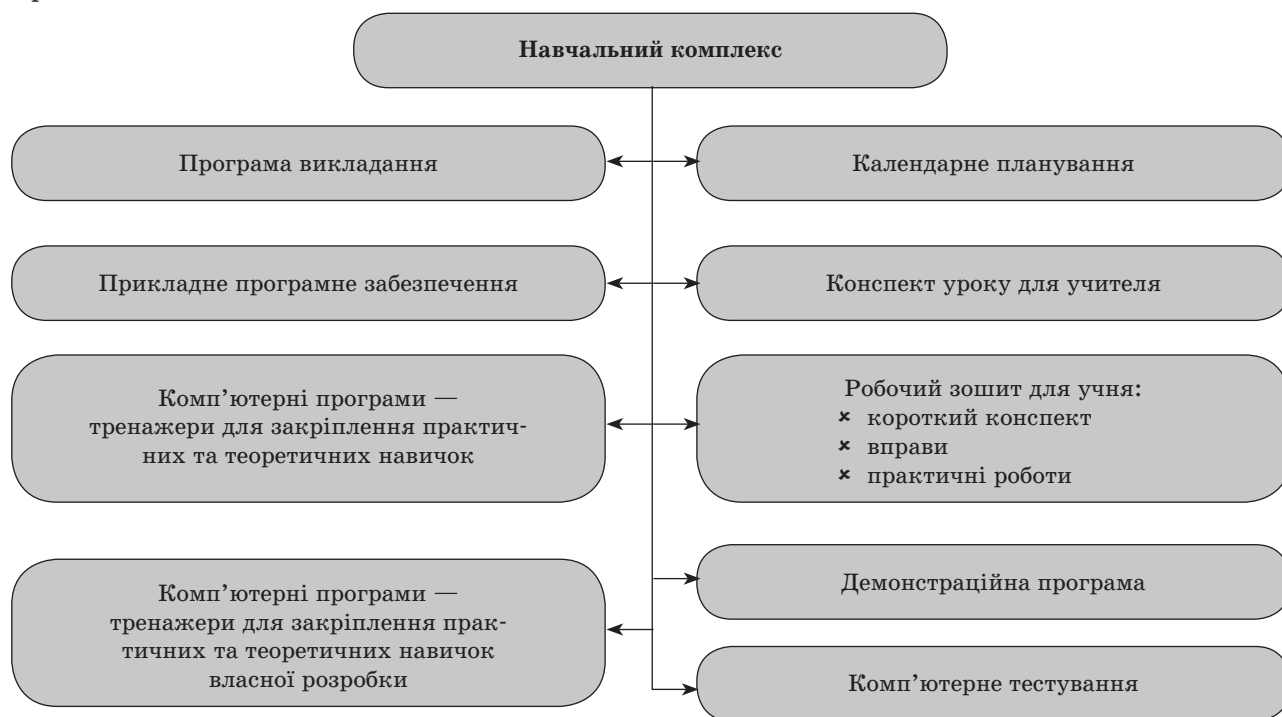 Навчальний комплекс
Програма викладання
Календарне планування
Прикладне програмне забезпечення
Конспект уроку для учителя
Комп’ютерні програми —
тренажери для закріплення практич-
них та теоретичних навичок
Робочий зошит для учня:
× короткий конспект
× вправи
× практичні роботи
Комп’ютерні програми —
тренажери для закріплення прак-
тичних та теоретичних навичок
власної розробки
Демонстраційна програма
Комп’ютерне тестування